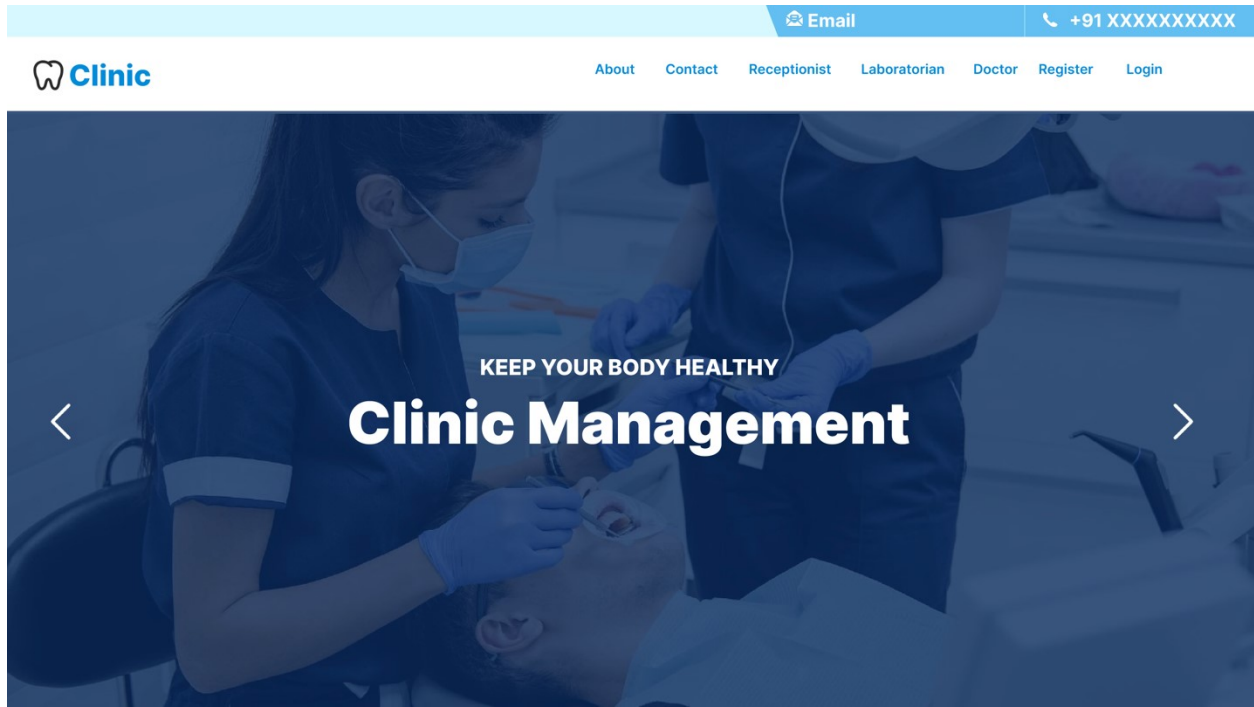 Email
+91 XXXXXXXXXX
Clinic
About Contact Receptionist Laboratorian Doctor Register Login
KEEP YOUR BODY HEALTHY
Clinic Management